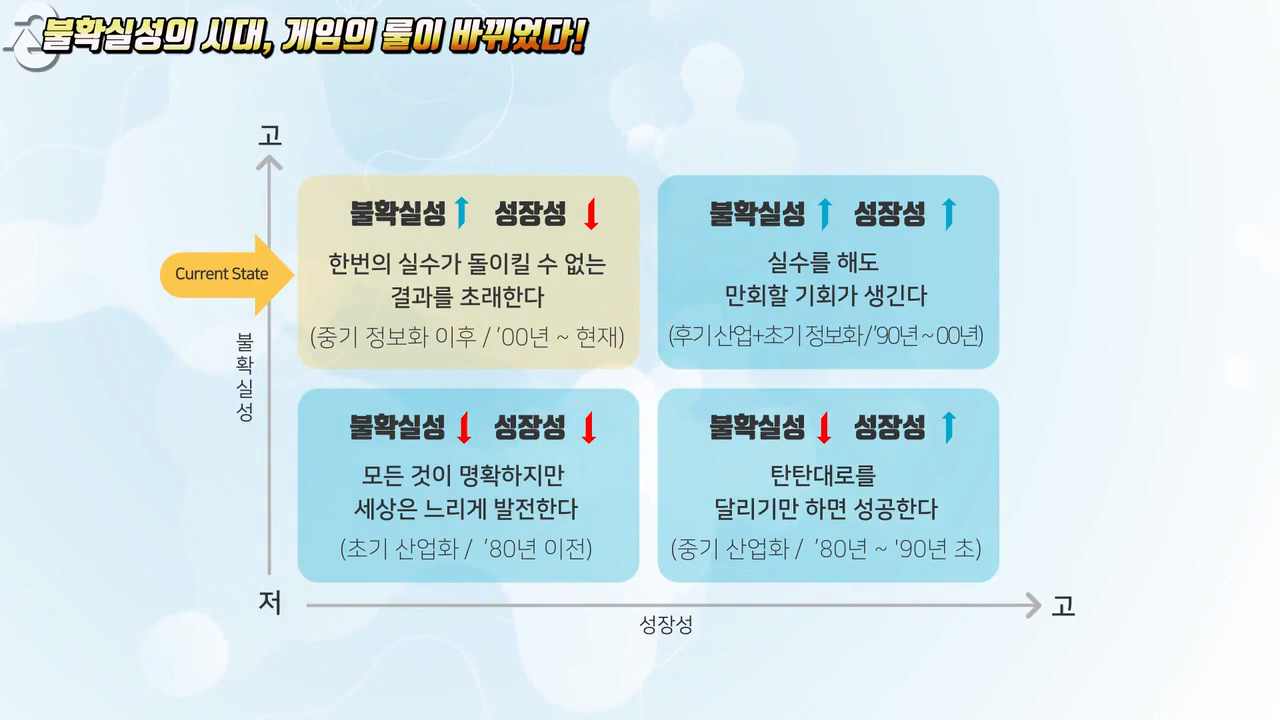 불확실성의 시대, 게임의 룰이 바뀌었다!
고
불확실성 성장성
한번의 실수가 돌이킬 수 없는
결과를 초래한다
(중기 정보화 이후 / ’00년 ~ 현재)
불확실성 성장성
실수를 해도
만회할 기회가 생긴다
(후기 산업+초기 정보화/’90년~00년)
Current State
불확실성
불확실성 성장성
모든 것이 명확하지만
세상은 느리게 발전한다
(초기 산업화 / ’80년 이전)
불확실성 성장성
탄탄대로를
달리기만 하면 성공한다
(중기 산업화 / ’80년 ~ '90년 초)
저
고
성장성